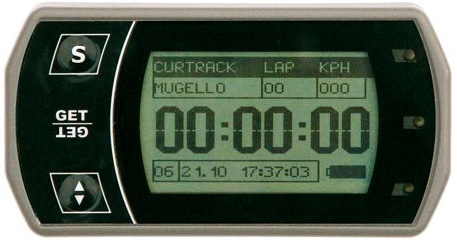 S
GET
GET
CURTRACK LAP KPH
MUGELLO 00 000
00:00:00
06 21.10 17:37:03